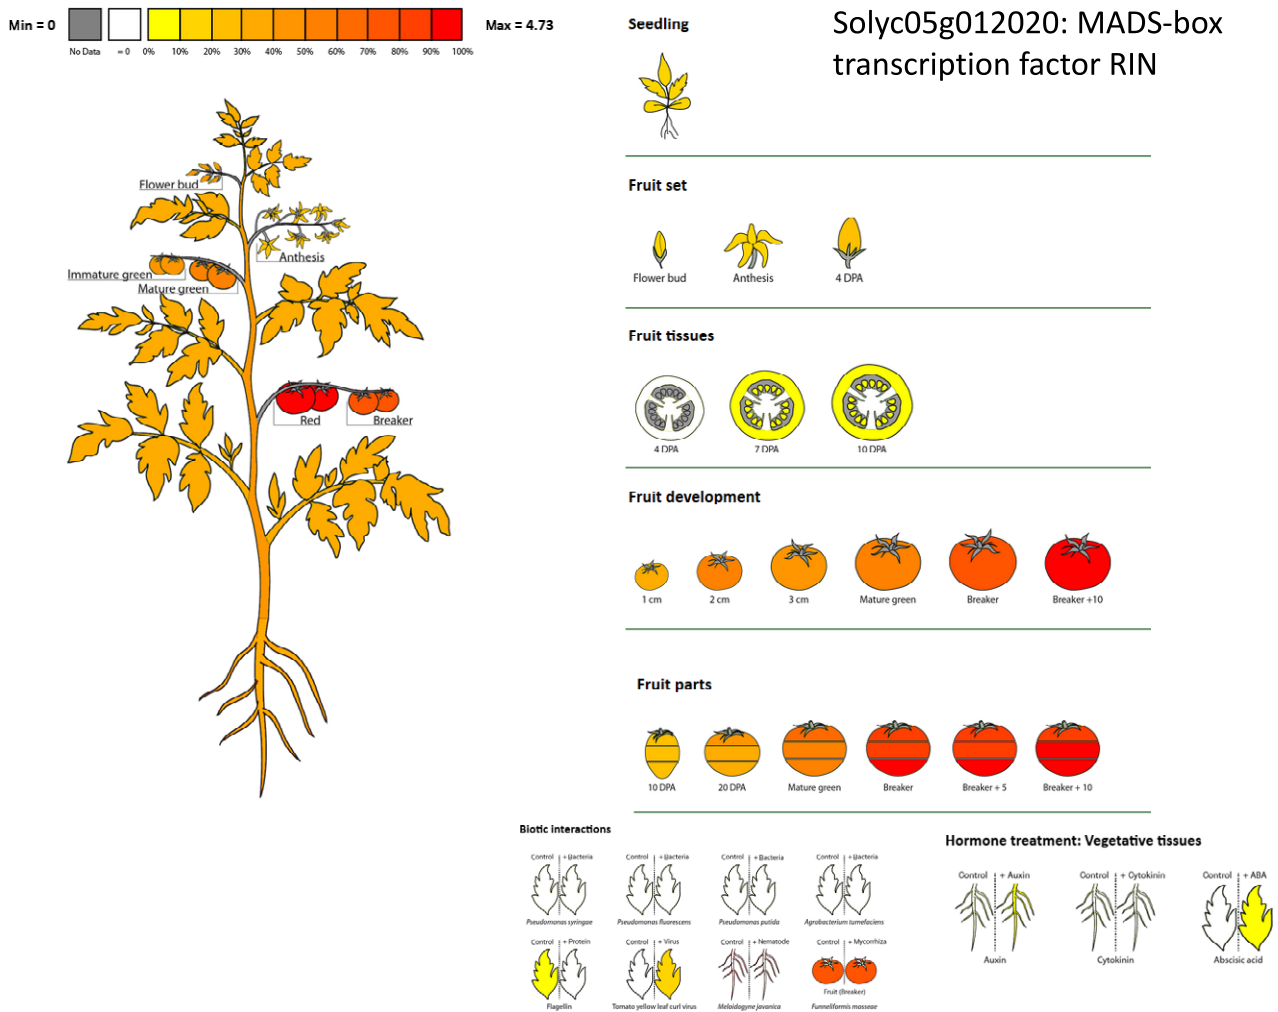 Min = 0
Max = 4.73
No Data
= 0
0%
10%
20%
30%
40%
50%
60%
70%
80%
90%
100%
Solyc05g012020: MADS-box
transcription factor RIN
Flower bud
Anthesis
Immature green
Mature green
Red
Breaker
Seedling
Fruit set
Flower bud
Anthesis
4 DPA
Fruit tissues
4 DPA
7 DPA
10 DPA
Fruit development
1 cm
2 cm
3 cm
Mature green
Breaker
Breaker +10
Fruit parts
10 DPA
20 DPA
Mature green
Breaker
Breaker + 5
Breaker + 10
Biotic interactions
Control
+ Bacteria
Pseudomonas syringae
Control
+ Bacteria
Pseudomonas fluorescens
Control
+ Bacteria
Pseudomonas putida
Control
+ Bacteria
Agrobacterium tumefaciens
Control
+ Protein
Flagellin
Control
+ Virus
Tomato yellow leaf curl virus
Control
+ Nematode
Meloidogyne javanica
Control
+ Mycorrhiza
Fruit (Breaker)
Funneliformis mosseae
Hormone treatment: Vegetative tissues
Control
+ Auxin
Auxin
Control
+ Cytokinin
Cytokinin
Control
+ ABA
Abscisic acid